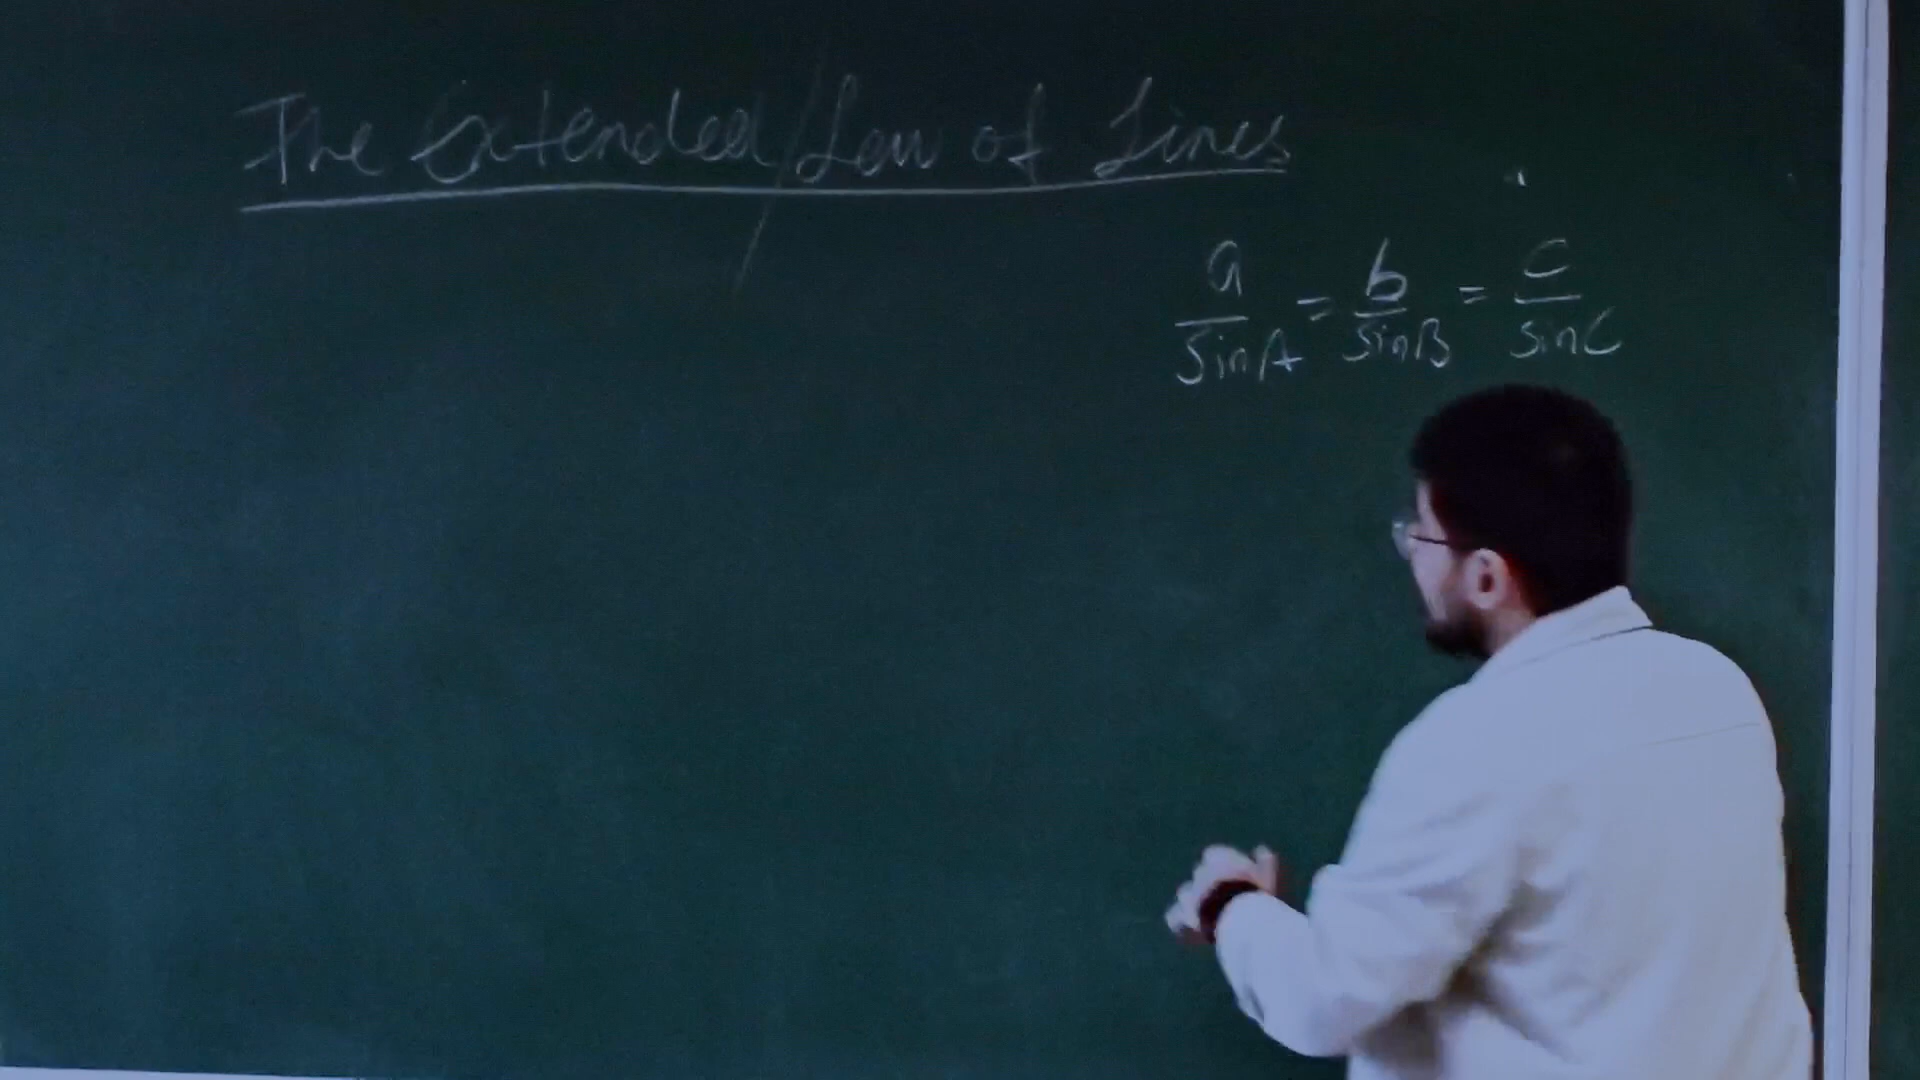 The Extended Law of Sines
a/sinA = b/sinB = c/sinC